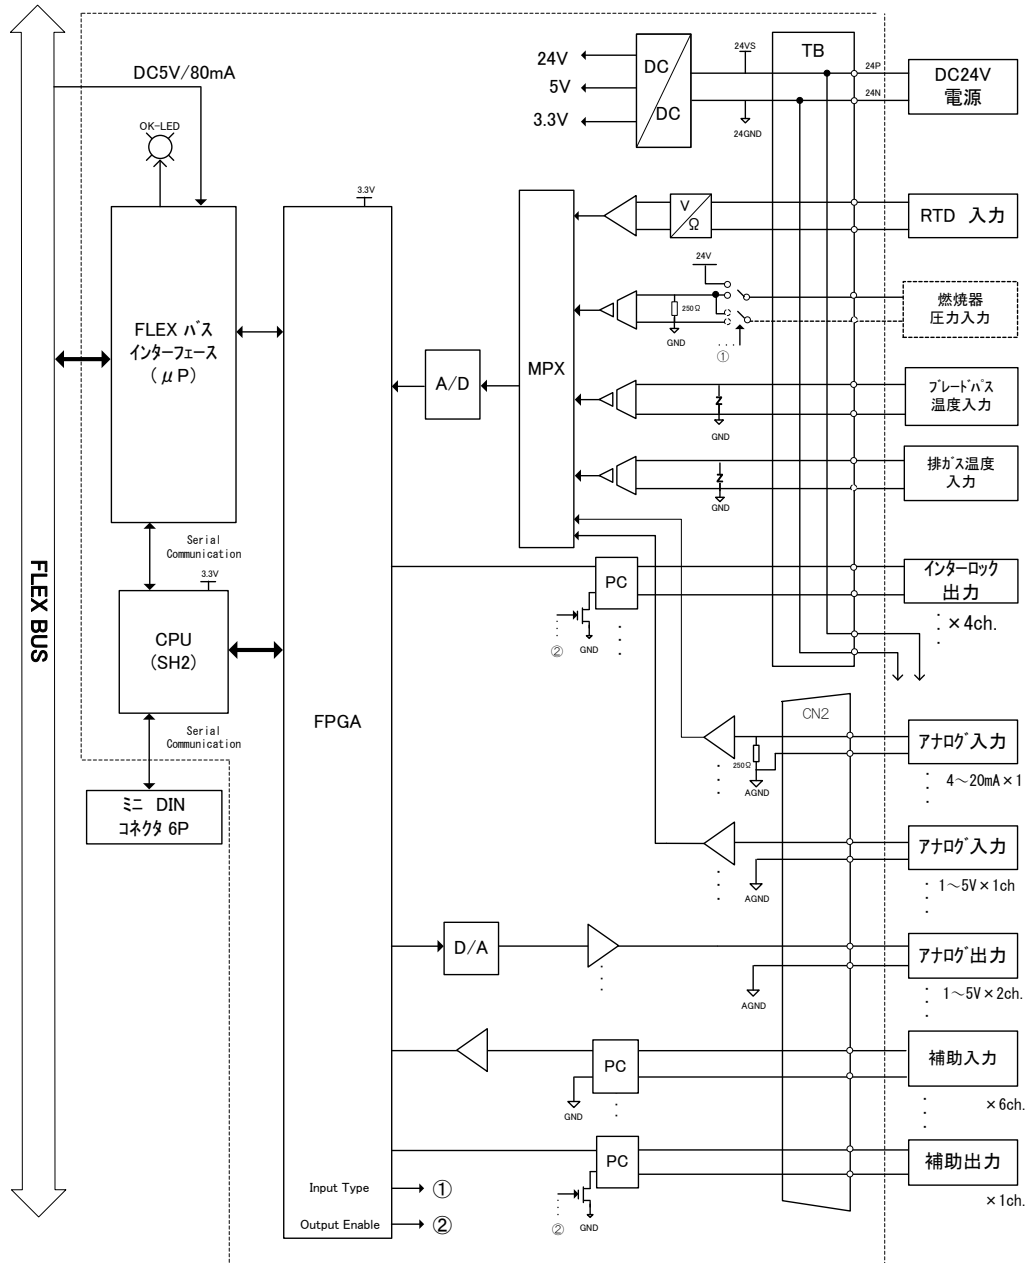 DC5V/80mA
OK-LED
FLEX バス
インターフェース
(μP)
Serial
Communication
3.3V
CPU
(SH2)
Serial
Communication
ミニ DIN
コネクタ 6P
FLEX BUS
3.3V
FPGA
Input Type
①
Output Enable
②
A/D
MPX
D/A
24V
5V
3.3V
DC
DC
24VS
24GND
TB
24P
24N
DC24V
電源
V
Ω
RTD 入力
24V
250Ω
GND
①
燃焼器
圧力入力
Z
GND
ブレードパス
温度入力
Z
GND
排ガス温度
入力
PC
②
GND
インターロック
出力
×4ch.
CN2
250Ω
AGND
アナログ入力
4～20mA×1
AGND
アナログ入力
1～5V×1ch
AGND
アナログ出力
1～5V×2ch.
PC
GND
補助入力
×6ch.
PC
②
GND
補助出力
×1ch.